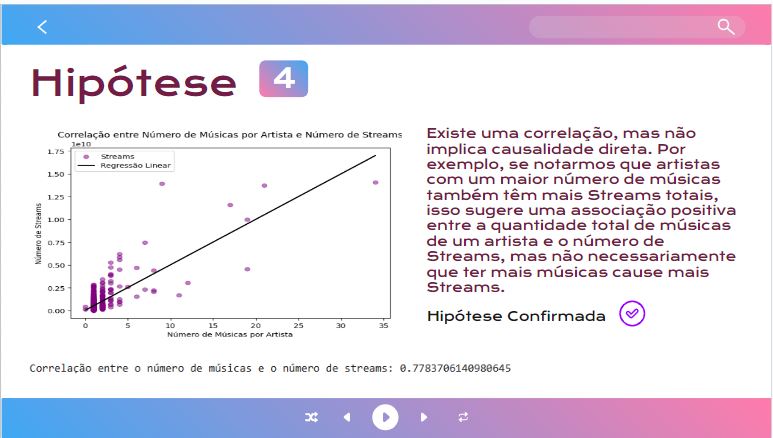 Hipótese 4
Correlação entre Número de Músicas por Artista e Número de Streams
1e10
1.75
1.50
1.25
1.00
0.75
0.50
0.25
0.00
Número de Streams
Streams
Regressão Linear
0 5 10 15 20 25 30 35
Número de Músicas por Artista
Existe uma correlação, mas não
implica causalidade direta. Por
exemplo, se notarmos que artistas
com um maior número de músicas
também têm mais Streams totais,
isso sugere uma associação positiva
entre a quantidade total de músicas
de um artista e o número de
Streams, mas não necessariamente
que ter mais músicas cause mais
Streams.
Hipótese Confirmada
Correlação entre o número de músicas e o número de streams: 0.7783706140980645